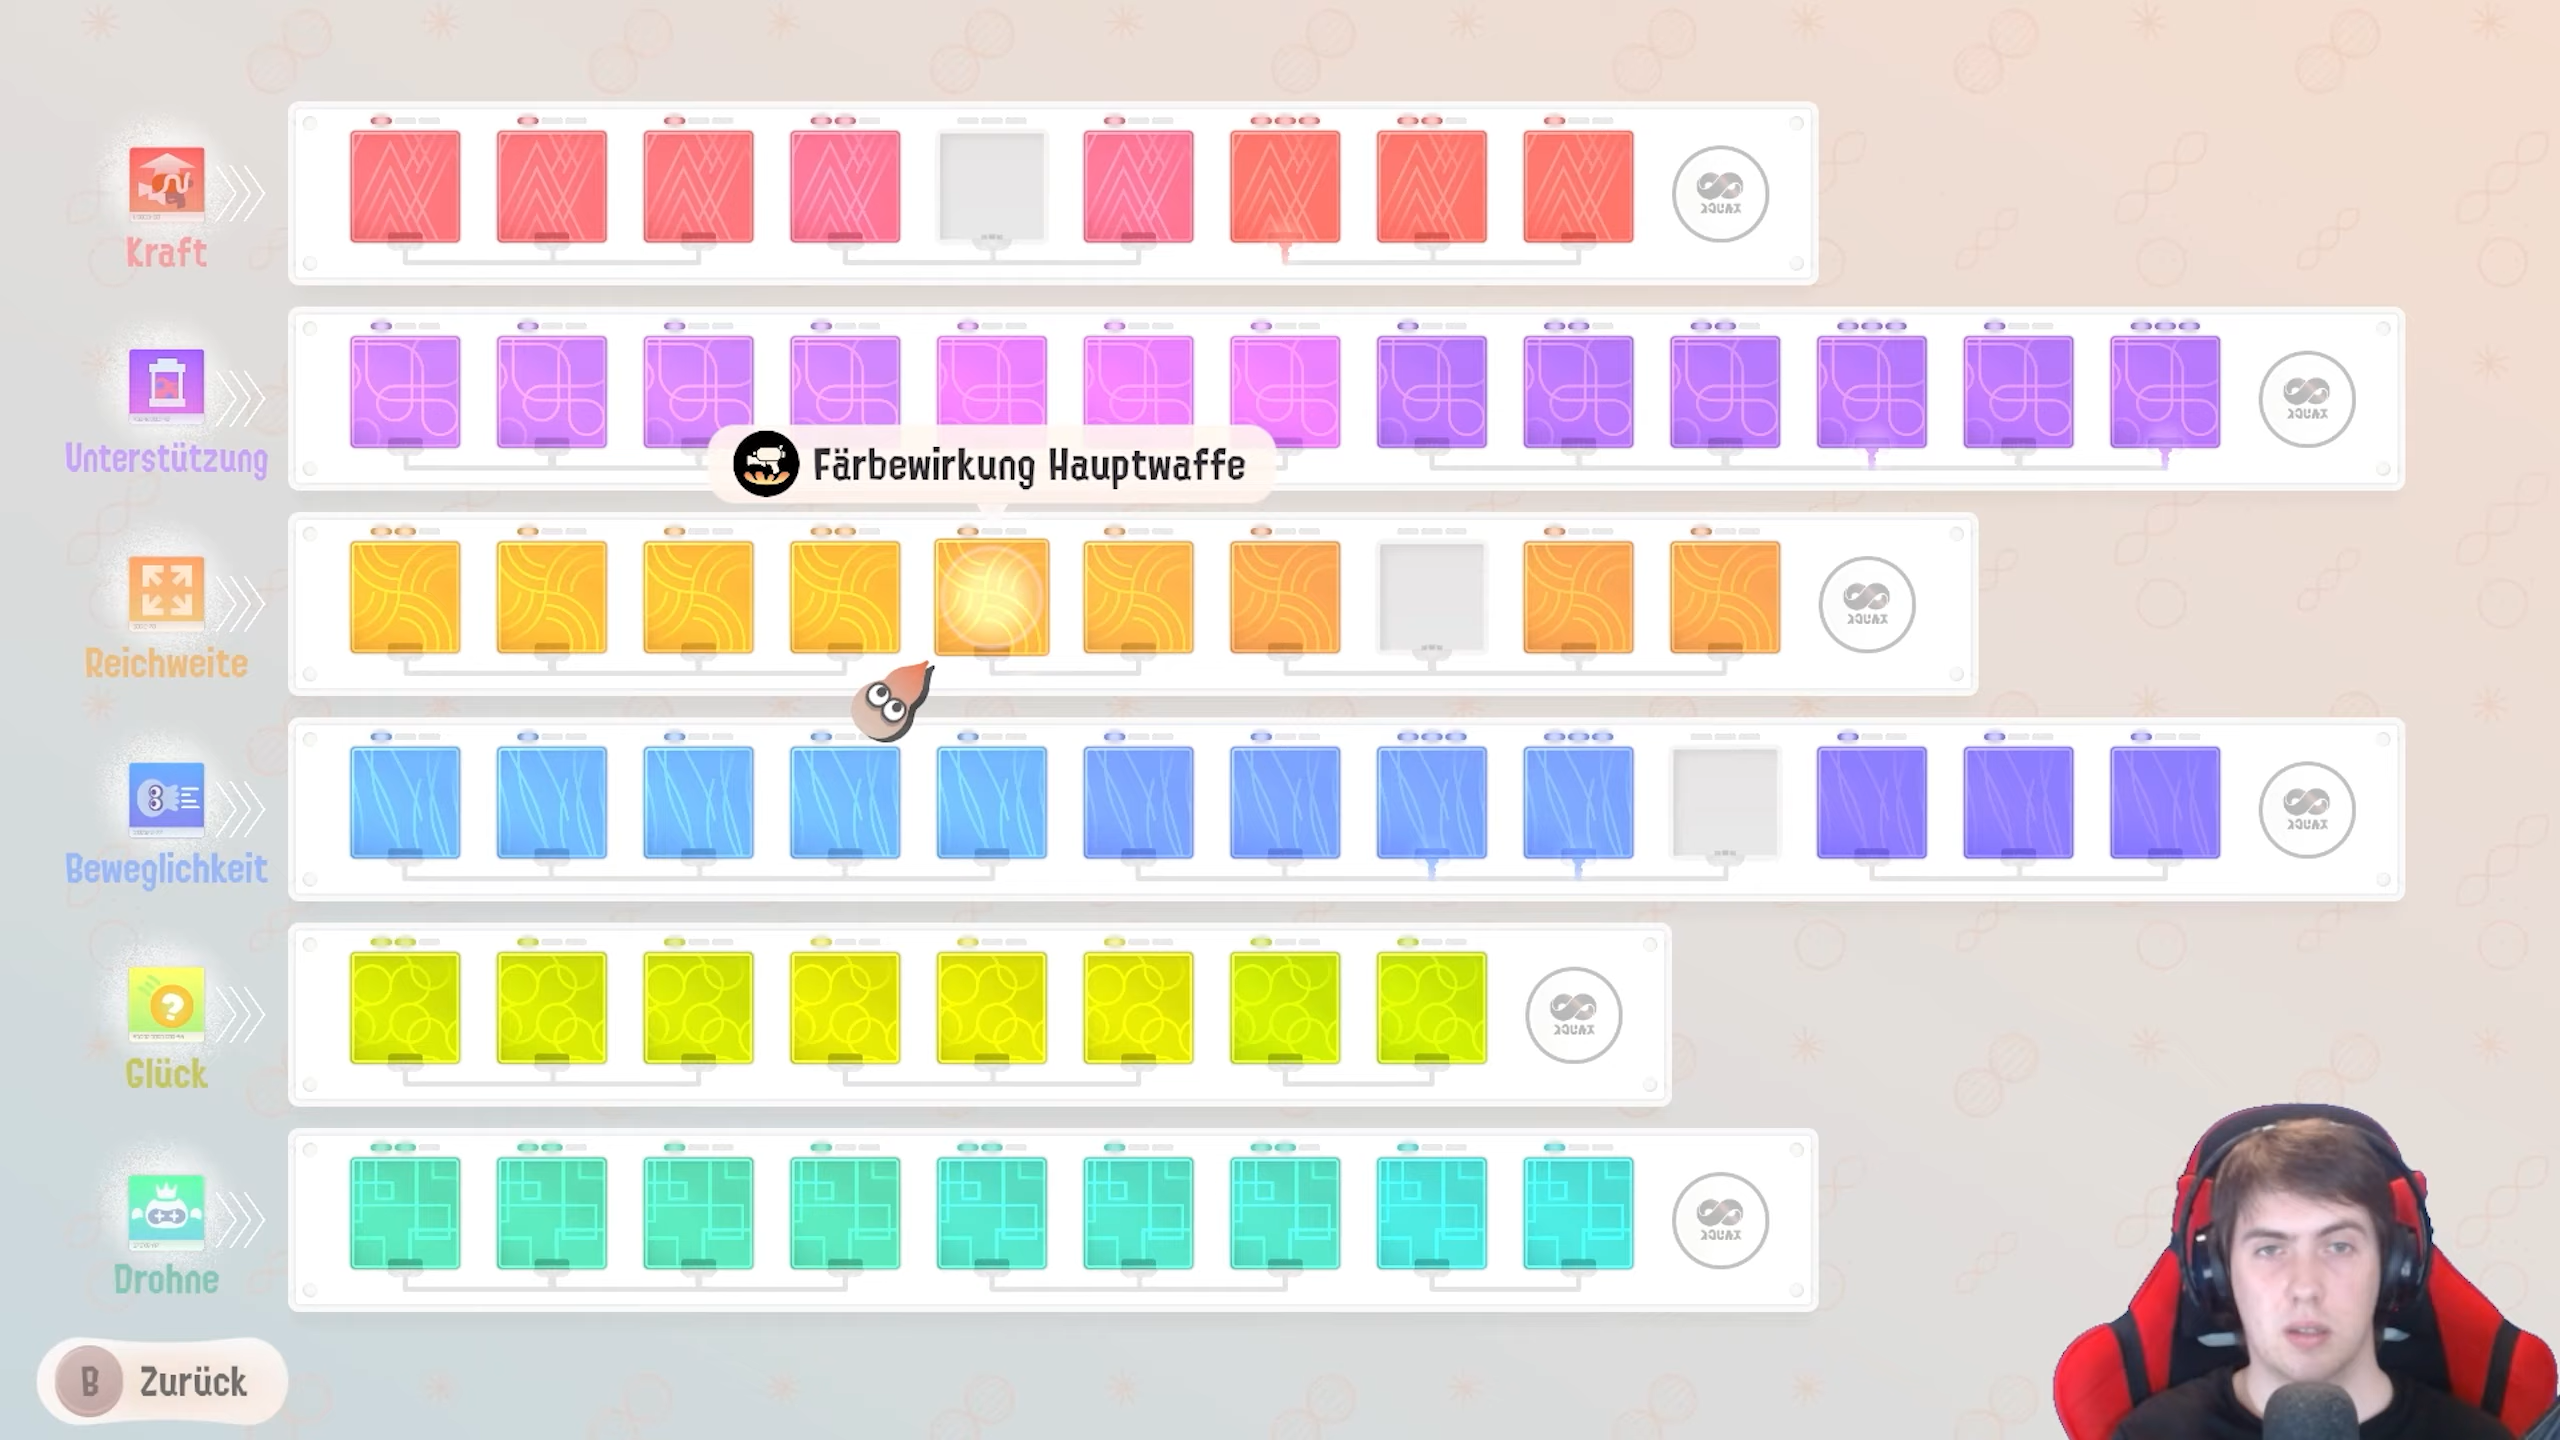 Kraft
Unterstützung
Färbewirkung Hauptwaffe
Reichweite
Beweglichkeit
Glück
Drohne
B Zurück